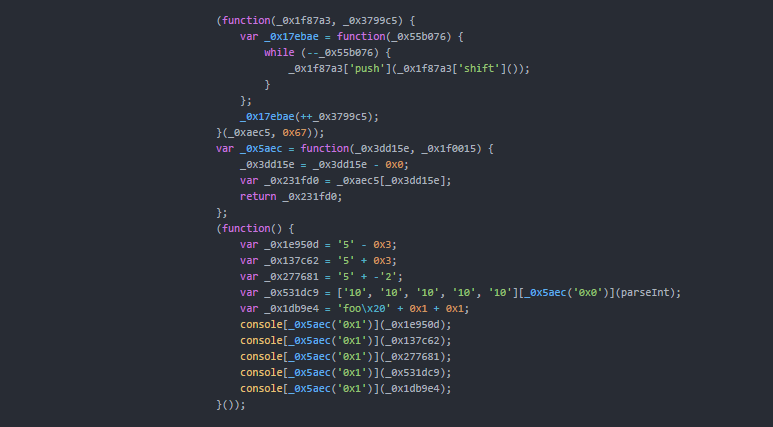 (function(_0x1f87a3, _0x3799c5) {
var _0x17ebae = function(_0x55b076) {
while (--_0x55b076) {
_0x1f87a3['push'](_0x1f87a3['shift']());
}
};
_0x17ebae(++_0x3799c5);
}(_0xaec5, 0x67));
var _0x5aec = function(_0x3dd15e, _0x1f0015) {
_0x3dd15e = _0x3dd15e - 0x0;
var _0x231fd0 = _0xaec5[_0x3dd15e];
return _0x231fd0;
};
(function() {
var _0x1e950d = '5' - 0x3;
var _0x137c62 = '5' + 0x3;
var _0x277681 = '5' + -'2';
var _0x531dc9 = ['10', '10', '10', '10', '10'][_0x5aec('0x0')](parseInt);
var _0x1db9e4 = 'foo\x20' + 0x1 + 0x1;
console[_0x5aec('0x1')](_0x1e950d);
console[_0x5aec('0x1')](_0x137c62);
console[_0x5aec('0x1')](_0x277681);
console[_0x5aec('0x1')](_0x531dc9);
console[_0x5aec('0x1')](_0x1db9e4);
}());